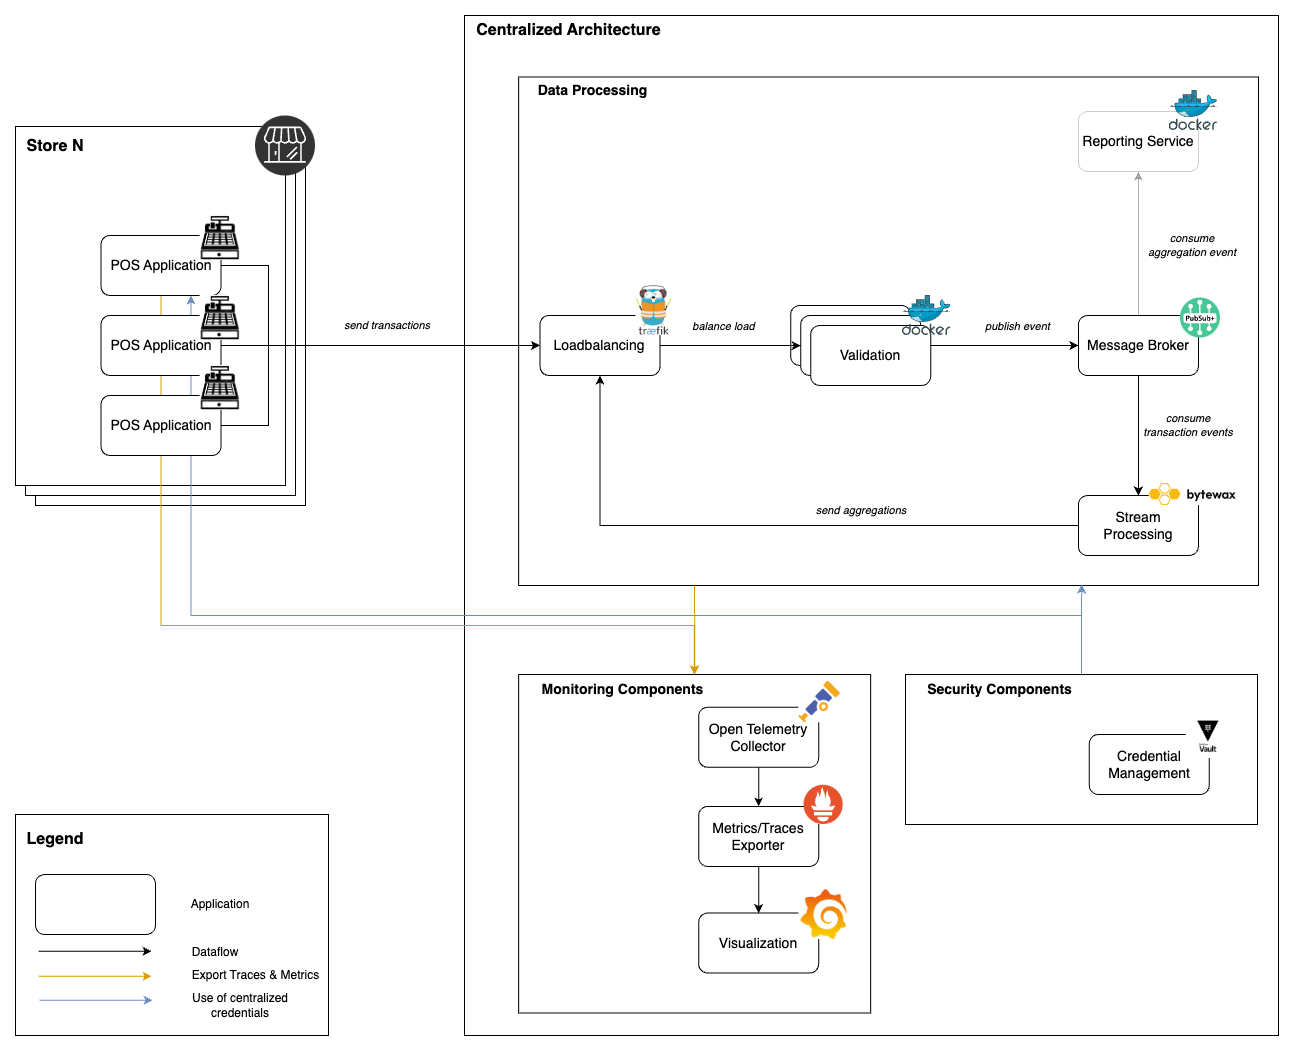 Centralized Architecture
Data Processing
docker
Reporting Service
Store N
consume
aggregation event
POS Application
POS Application
POS Application
send transactions
træfik
Loadbalancing
balance load
docker
Validation
publish event
PubSub+
Message Broker
consume
transaction events
bytewax
Stream
Processing
send aggregations
Monitoring Components
Open Telemetry
Collector
Metrics/Traces
Exporter
Visualization
Security Components
Vault
Credential
Management
Legend
Application
Dataflow
Export Traces & Metrics
Use of centralized
credentials